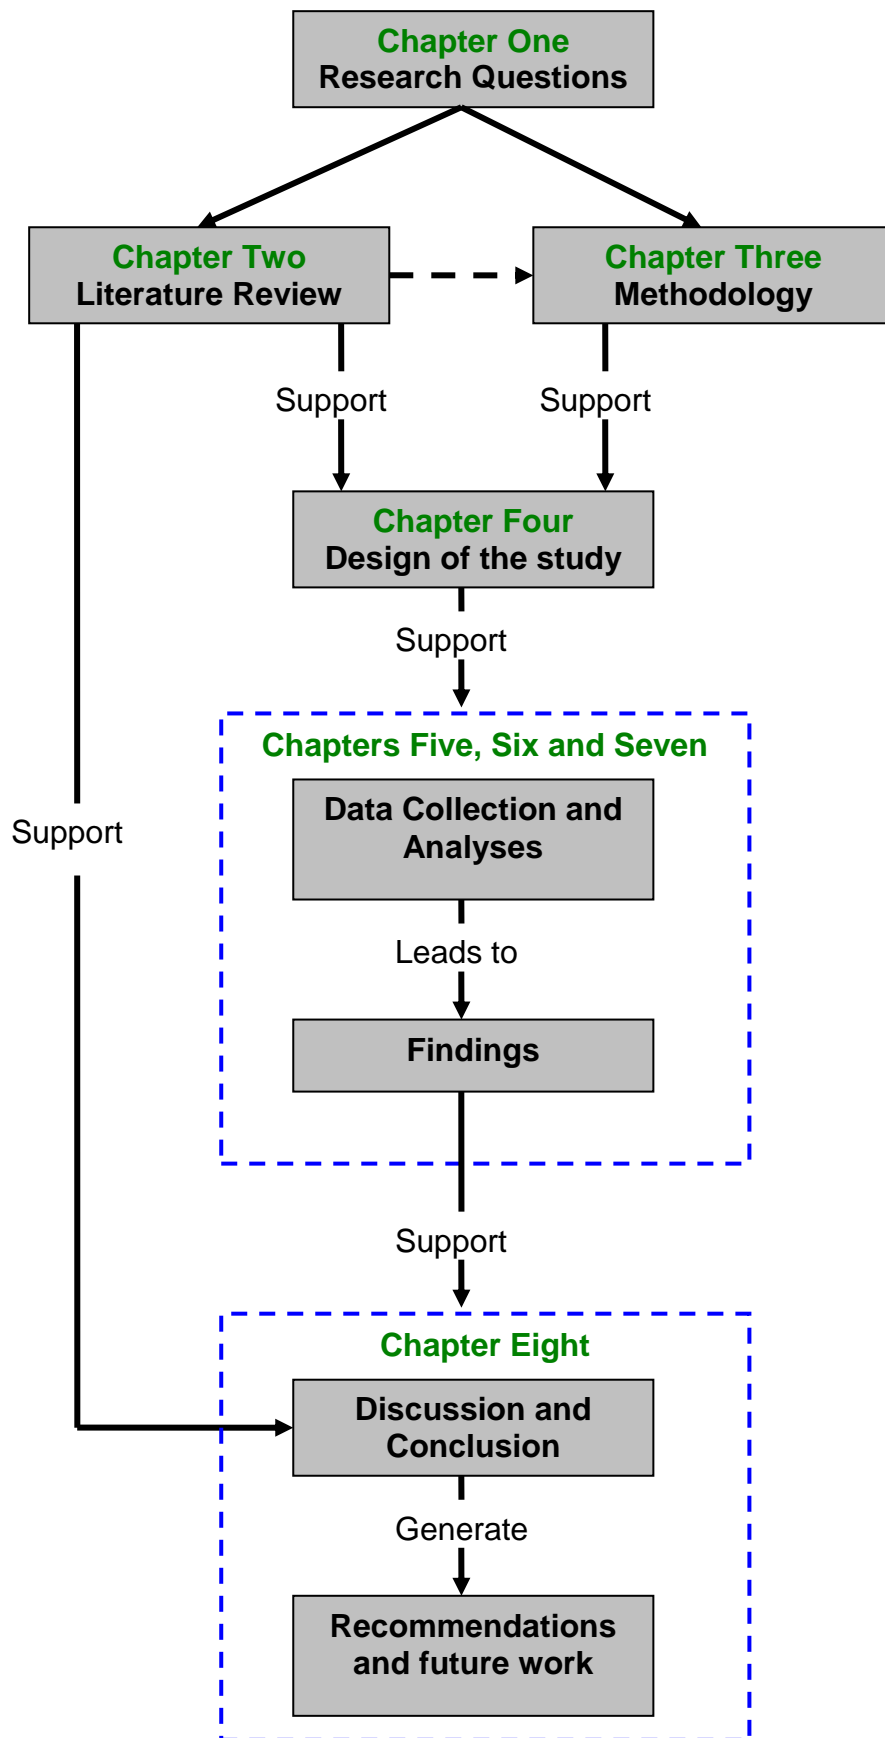 Chapter One
Research Questions
Chapter Two
Literature Review
Chapter Three
Methodology
Support
Support
Chapter Four
Design of the study
Support
Chapters Five, Six and Seven
Data Collection and
Analyses
Support
Leads to
Findings
Support
Chapter Eight
Discussion and
Conclusion
Generate
Recommendations
and future work